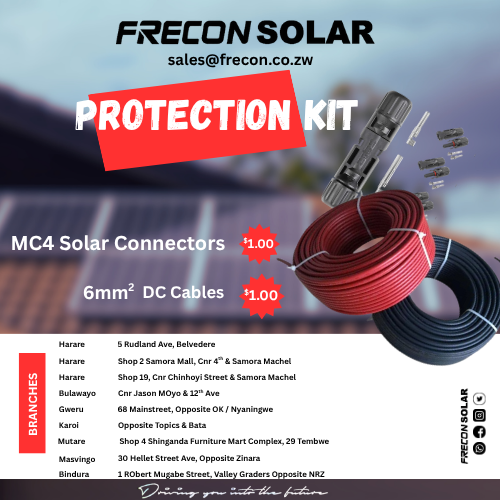 FRECON SOLAR
sales@frecon.co.zw
PROTECTION KIT
MC4 Solar Connectors $1.00
6mm² DC Cables $1.00
BRANCHES
Harare 5 Rudland Ave, Belvedere
Harare Shop 2 Samora Mall, Cnr 4th & Samora Machel
Harare Shop 19, Cnr Chinhoyi Street & Samora Machel
Bulawayo Cnr Jason MOyo & 12th Ave
Gweru 68 Mainstreet, Opposite OK / Nyaningwe
Karoi Opposite Topics & Bata
Mutare Shop 4 Shinganda Furniture Mart Complex, 29 Tembwe
Masvingo 30 Hellet Street Ave, Opposite Zinara
Bindura 1 RObert Mugabe Street, Valley Graders Opposite NRZ
FRECON SOLAR
Driving you into the future